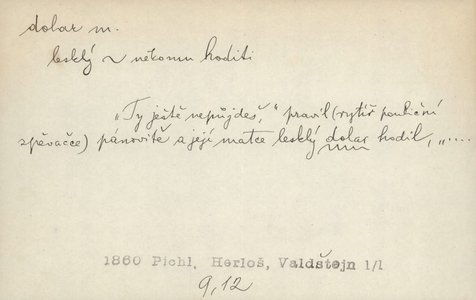 dolar m.
lesklý ~ někomu hoditi
„Ty ještě nepůjdeš,“ pravil (rytíř pouliční
zpěvačce) pánovitě a její matce lesklý dolar hodil, „....
1860 Pichl, Herloš, Valdštejn 1/1
9,12